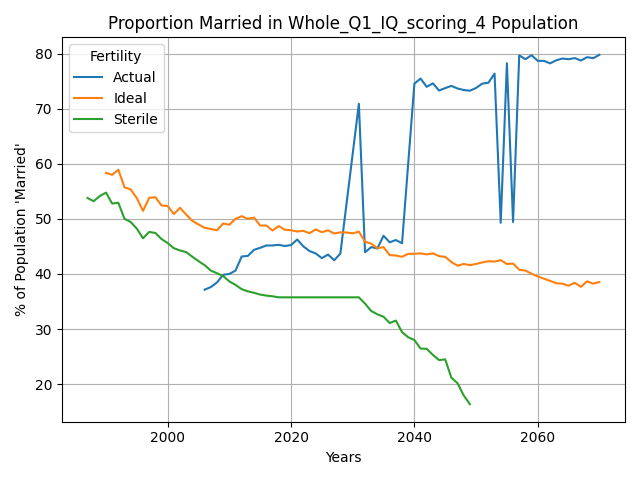 Proportion Married in Whole_Q1_IQ_scoring_4 Population
Fertility
Actual
Ideal
Sterile
% of Population 'Married'
80
70
60
50
40
30
20
2000
2020
2040
2060
Years